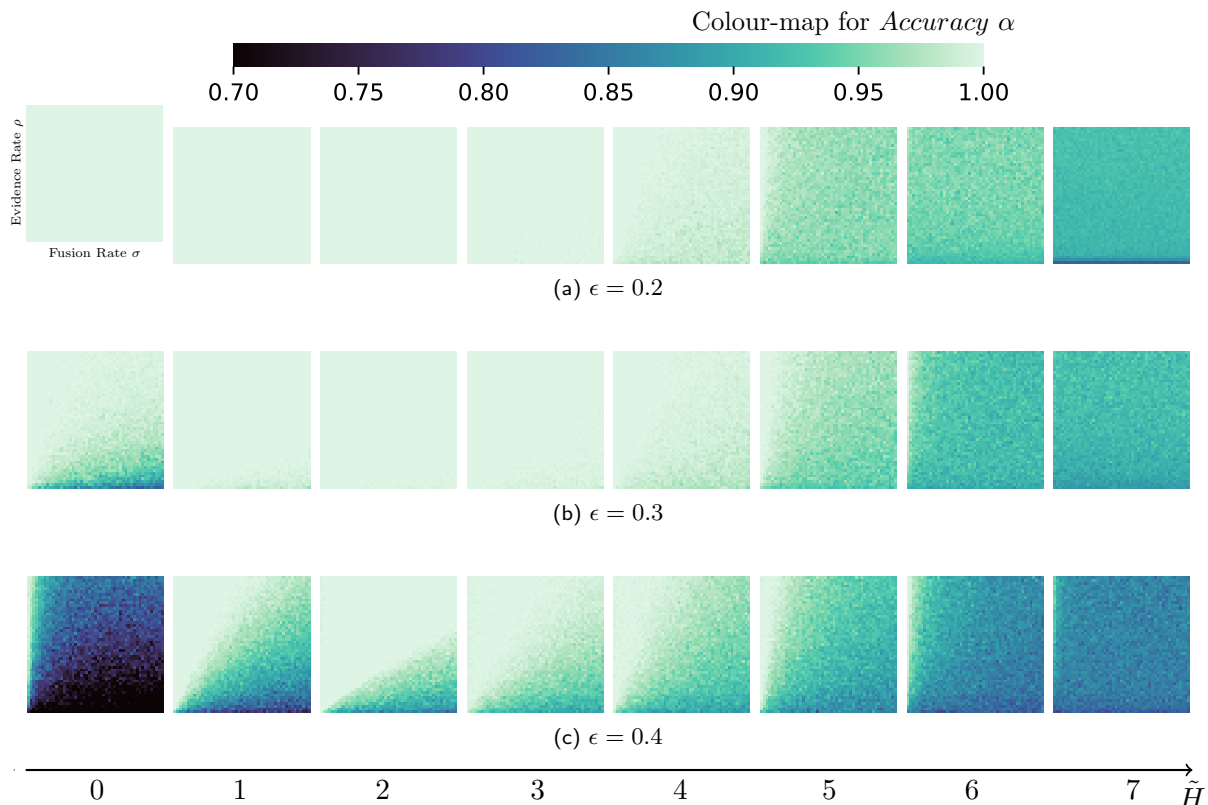 Colour-map for Accuracy α
0.70 0.75 0.80 0.85 0.90 0.95 1.00
Evidence Rate ρ
Fusion Rate σ
(a) ϵ = 0.2
(b) ϵ = 0.3
(c) ϵ = 0.4
0 1 2 3 4 5 6 7 H̃